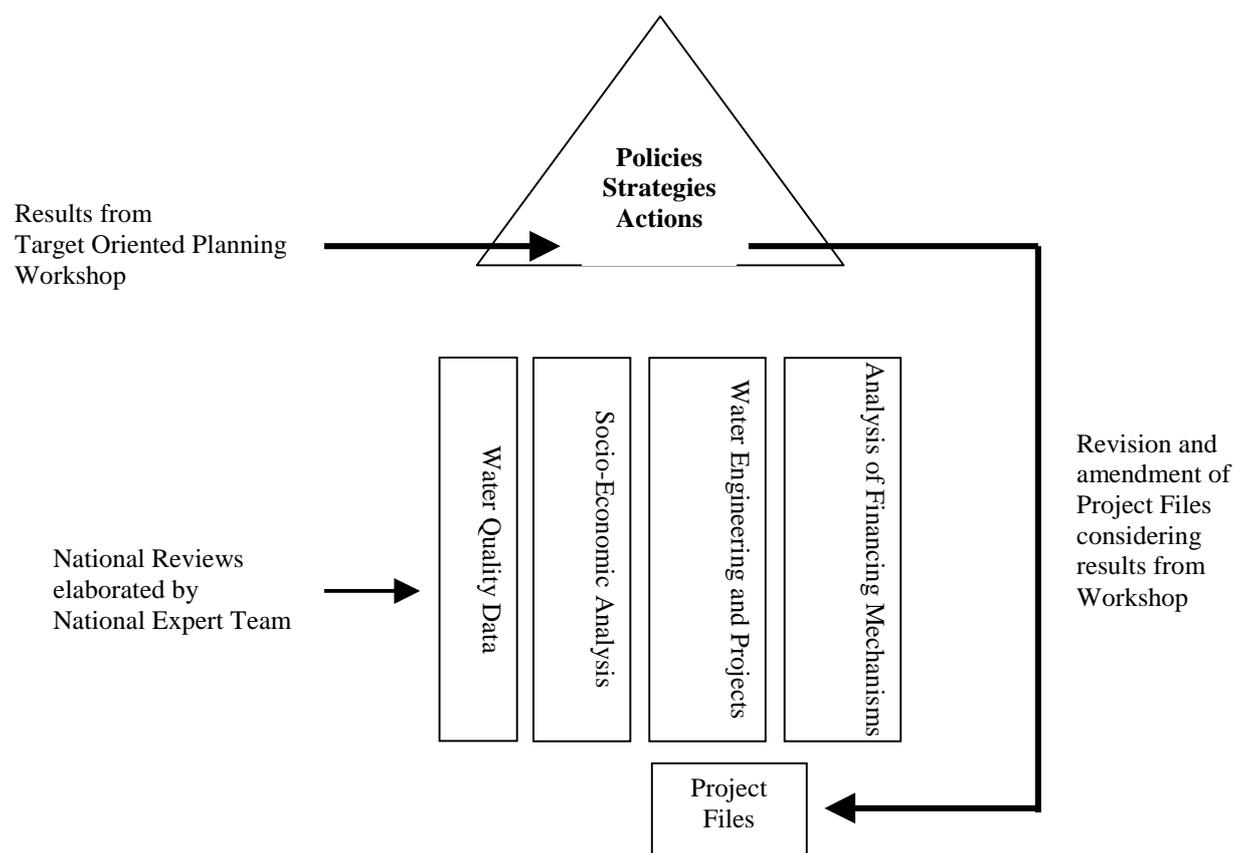 Policies
Strategies
Actions
Results from
Target Oriented Planning
Workshop
Water Quality Data
Socio-Economic Analysis
Water Engineering and Projects
Analysis of Financing Mechanisms
National Reviews
elaborated by
National Expert Team
Revision and
amendment of
Project Files
considering
results from
Workshop
Project
Files